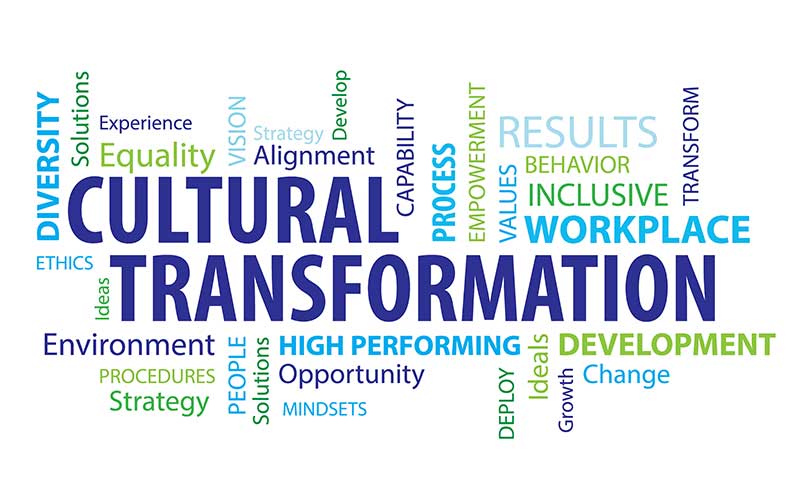 DIVERSITY
Solutions
Experience
Equality
VISION
Strategy
Alignment
Develop
CAPABILITY
PROCESS
EMPOWERMENT
RESULTS
VALUES
BEHAVIOR
INCLUSIVE
TRANSFORM
WORKPLACE
CULTURAL
TRANSFORMATION
ETHICS
Ideas
Environment
PROCEDURES
Strategy
PEOPLE
Solutions
HIGH PERFORMING
Opportunity
MINDSETS
DEPLOY
Ideals
Growth
DEVELOPMENT
Change